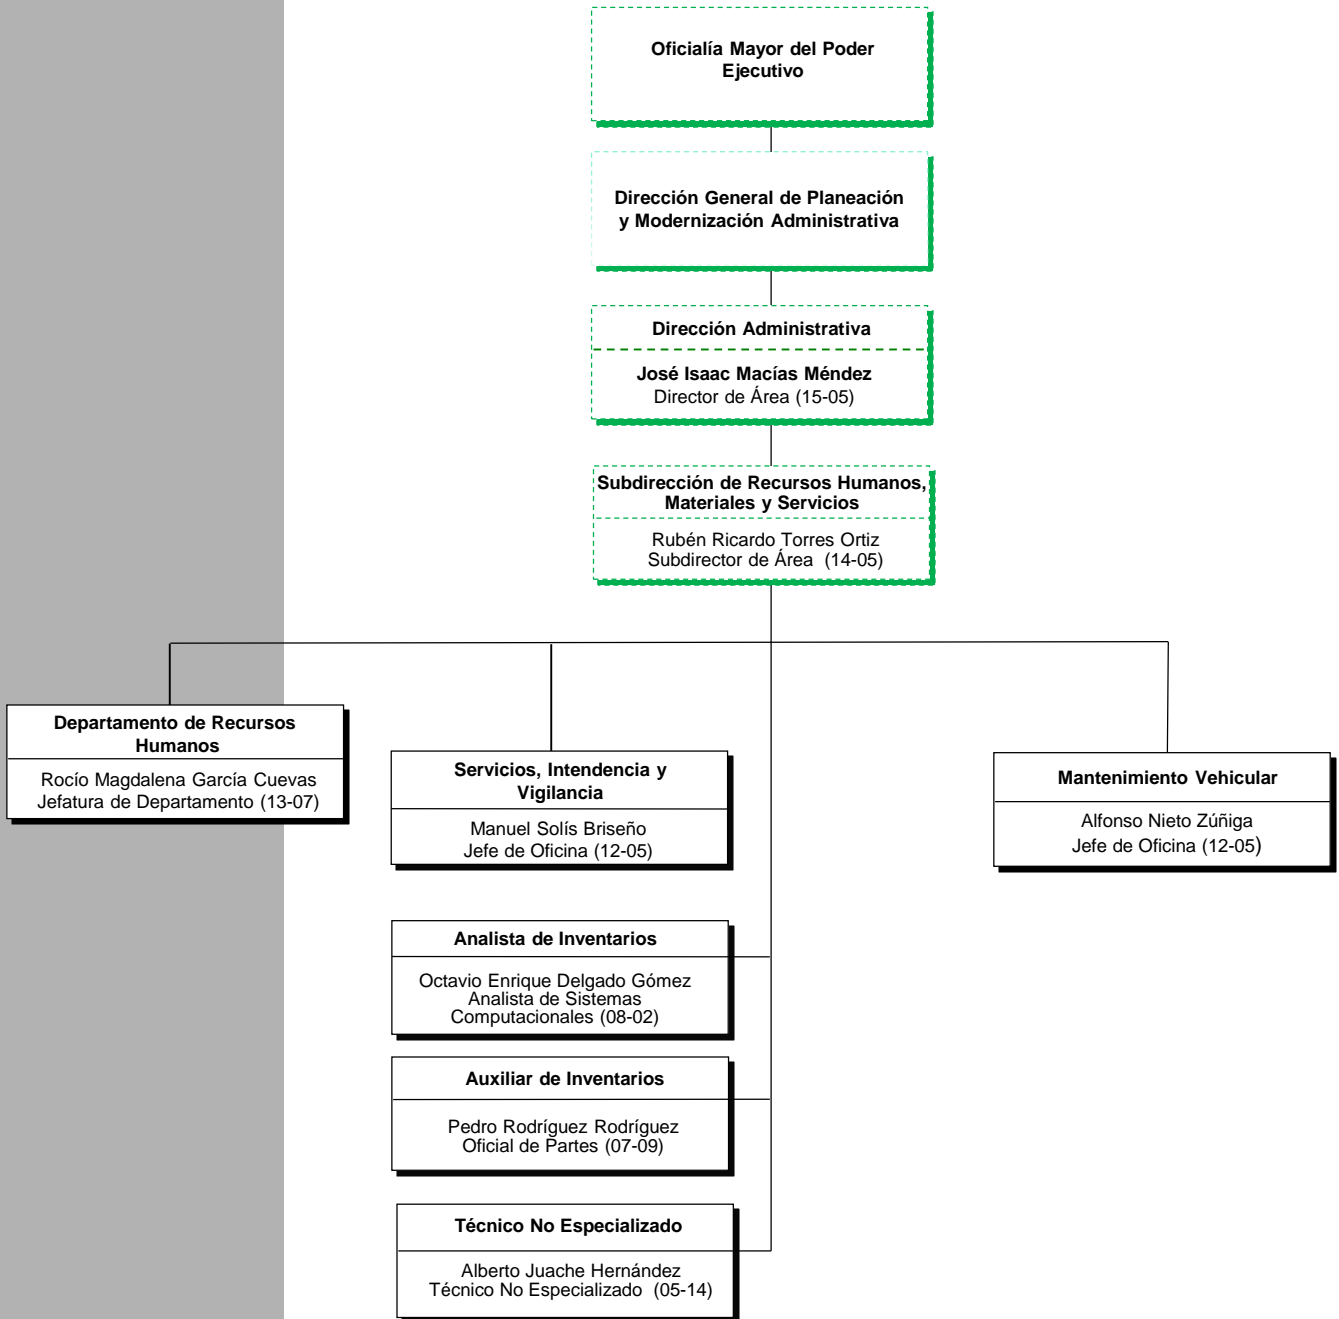 Oficialía Mayor del Poder
Ejecutivo
Dirección General de Planeación
y Modernización Administrativa
Dirección Administrativa
José Isaac Macías Méndez
Director de Área (15-05)
Subdirección de Recursos Humanos,
Materiales y Servicios
Rubén Ricardo Torres Ortiz
Subdirector de Área (14-05)
Departamento de Recursos
Humanos
Rocío Magdalena García Cuevas
Jefatura de Departamento (13-07)
Servicios, Intendencia y
Vigilancia
Manuel Solís Briseño
Jefe de Oficina (12-05)
Mantenimiento Vehicular
Alfonso Nieto Zúñiga
Jefe de Oficina (12-05)
Analista de Inventarios
Octavio Enrique Delgado Gómez
Analista de Sistemas
Computacionales (08-02)
Auxiliar de Inventarios
Pedro Rodríguez Rodríguez
Oficial de Partes (07-09)
Técnico No Especializado
Alberto Juache Hernández
Técnico No Especializado (05-14)